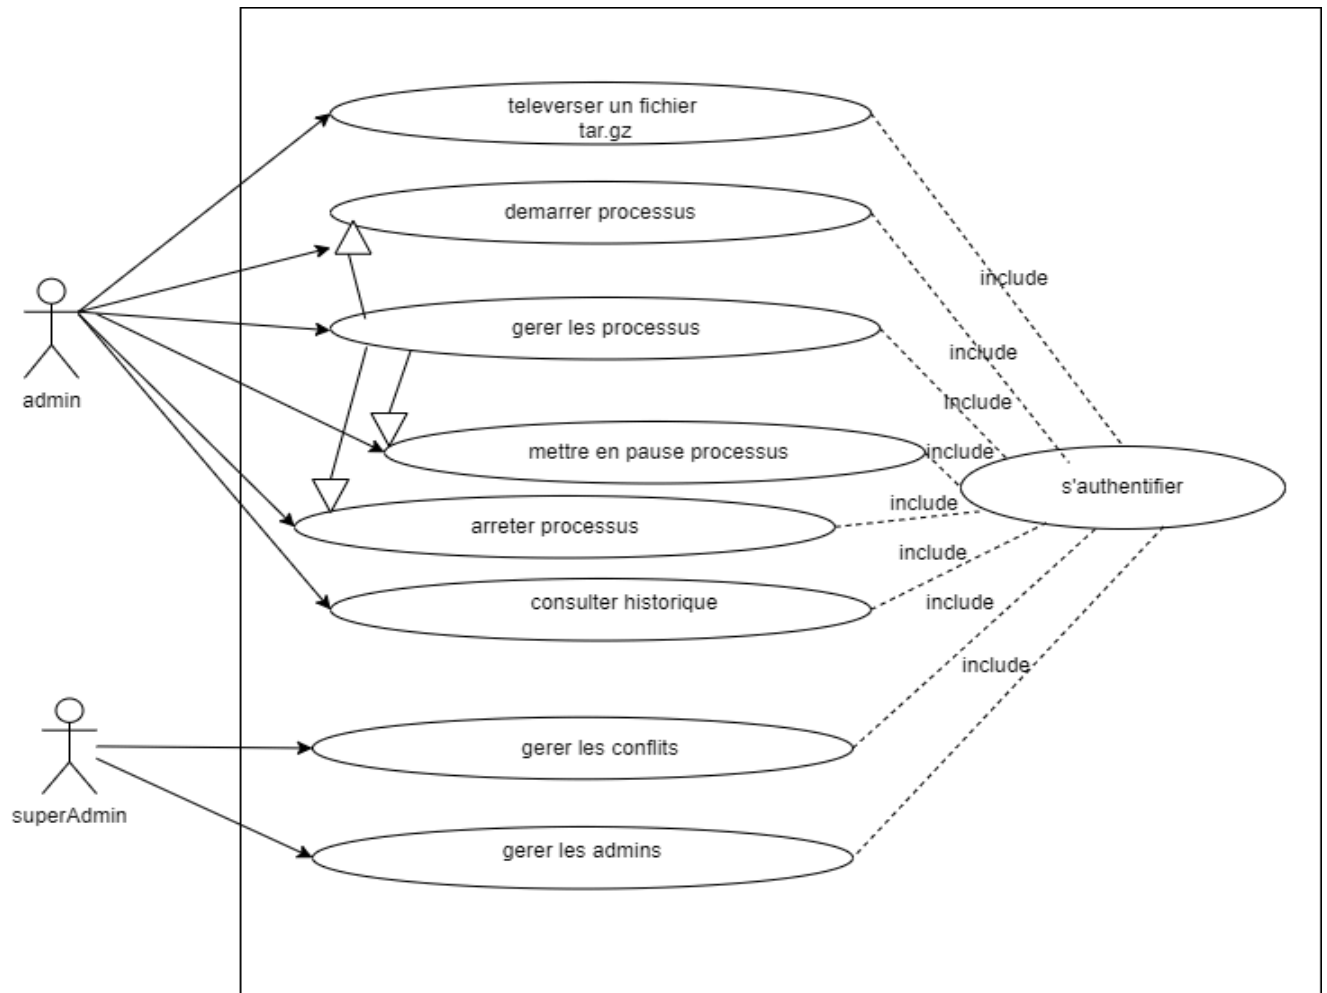 televerser un fichier
tar.gz
demarrer processus
include
gerer les processus
include
admin
include
mettre en pause processus
include
s'authentifier
arreter processus
include
include
consulter historique
include
include
gerer les conflits
superAdmin
gerer les admins